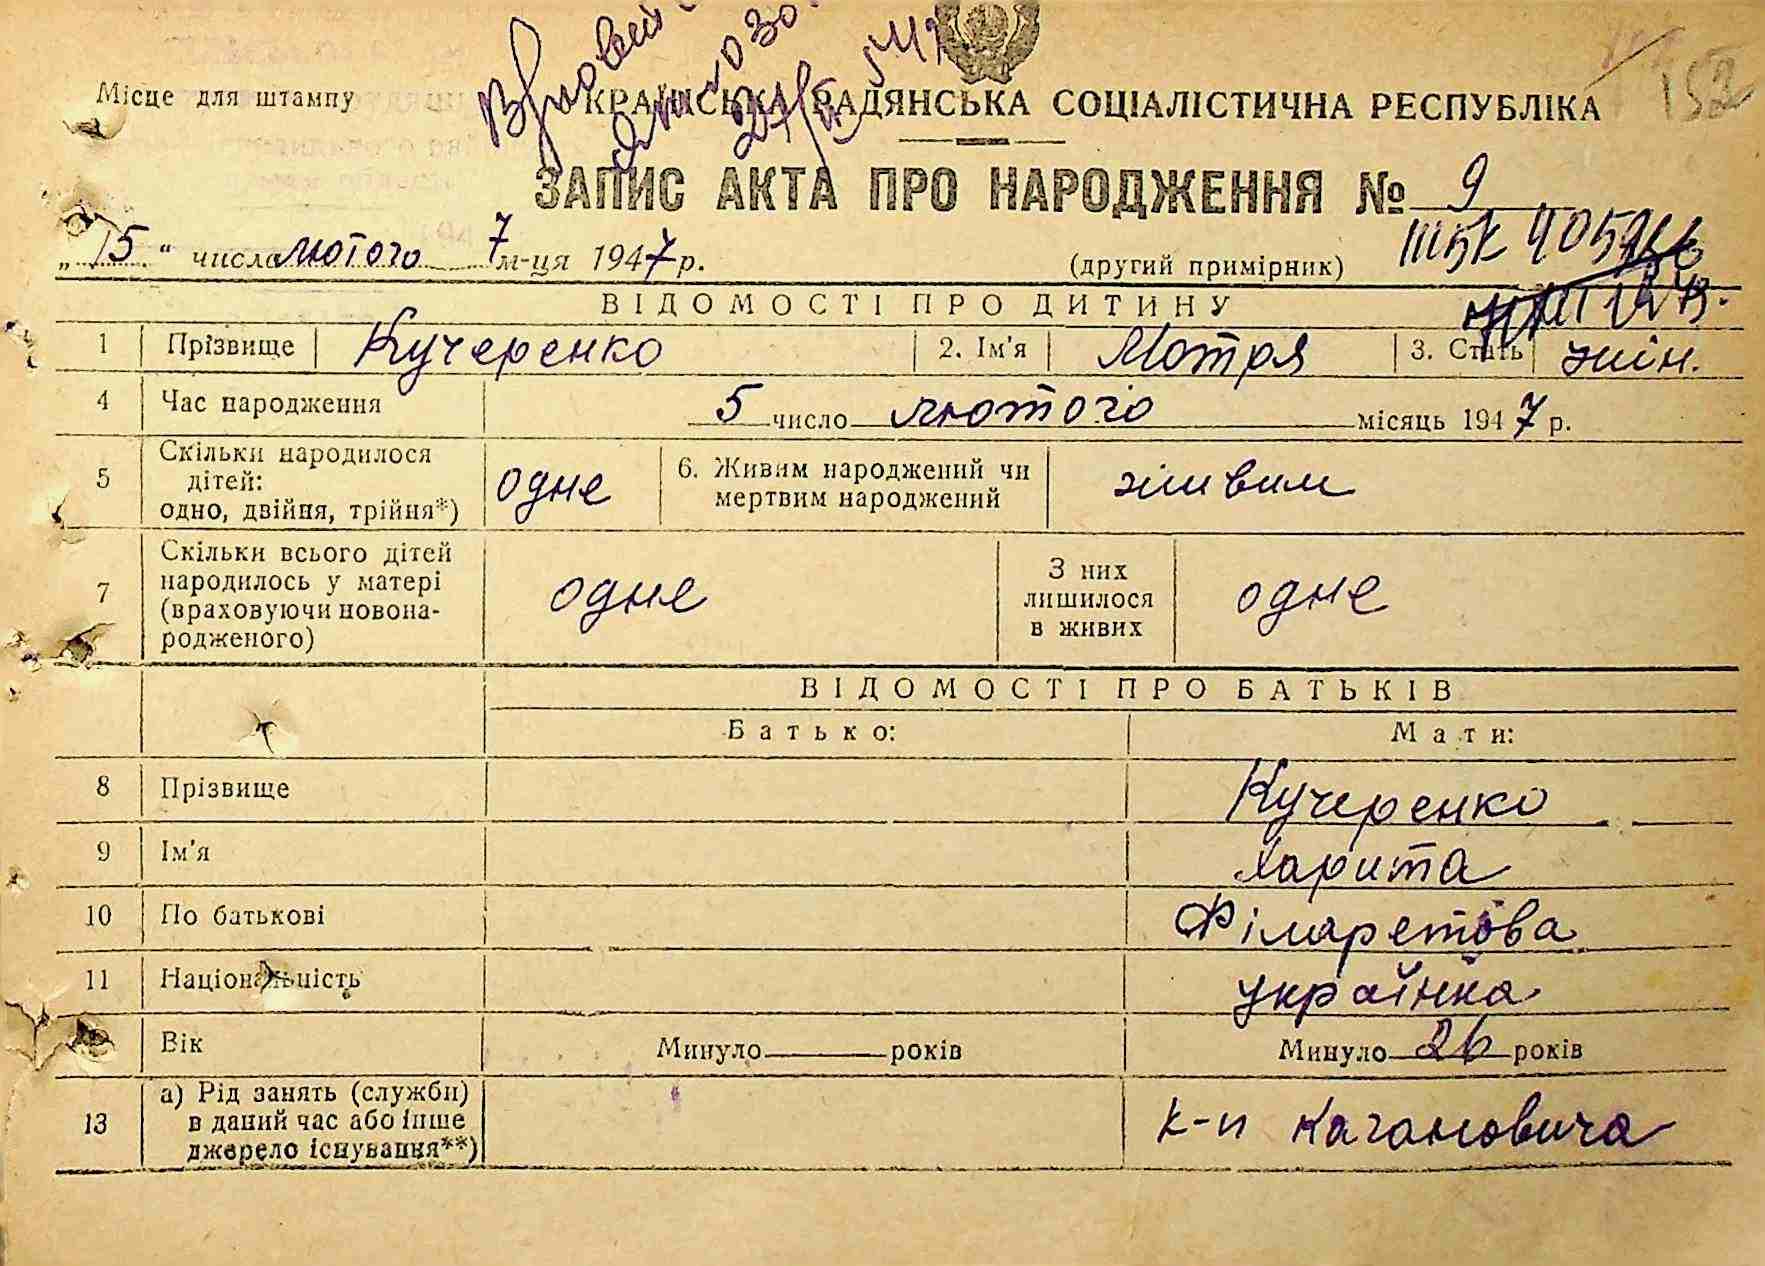 152
Місце для штампу
УКРАЇНСЬКА РАДЯНСЬКА СОЦІАЛІСТИЧНА РЕСПУБЛІКА
ЗАПИС АКТА ПРО НАРОДЖЕННЯ № 9
„15“ числа лютого 7 м-ця 1947 р.
(другий примірник)
ВІДОМОСТІ ПРО ДИТИНУ
1 Прізвище Кучеренко 2. Ім'я Мотря 3. Стать жін.
4 Час народження 5 число лютого місяць 1947 р.
5 Скільки народилося дітей: одно, двійня, трійня*) одне 6. Живим народжений чи мертвим народжений живим
7 Скільки всього дітей народилось у матері (враховуючи новонародженого) одне З них лишилося в живих одне
ВІДОМОСТІ ПРО БАТЬКІВ
Батько: Мати:
8 Прізвище Кучеренко
9 Ім'я Харита
10 По батькові Філаретова
11 Національність українка
Вік Минуло років Минуло 26 років
13 а) Рід занять (служби) в даний час або інше джерело існування**) к-п Кагановича